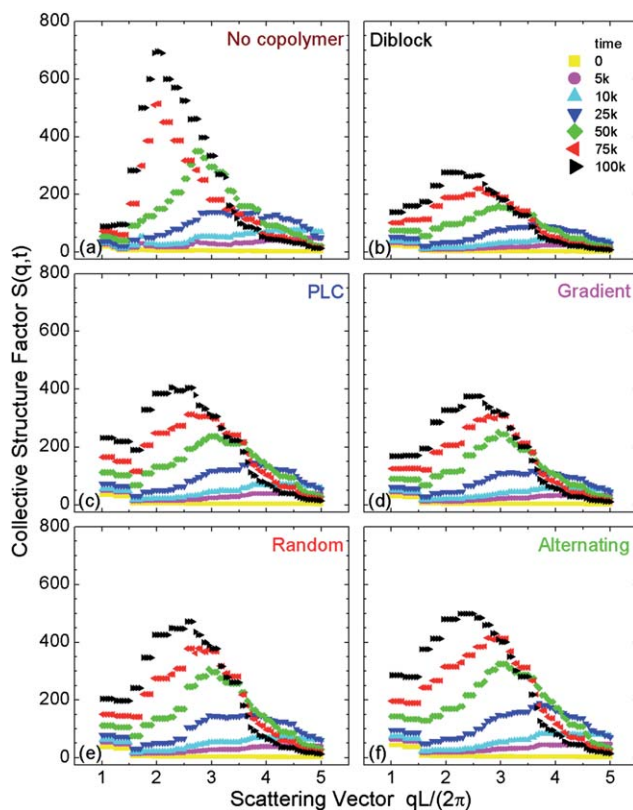 Collective Structure Factor S(q,t)
800
600
400
200
0
No copolymer
(a)
Diblock
time
0
5k
10k
25k
50k
75k
100k
(b)
800
600
400
200
0
PLC
(c)
Gradient
(d)
800
600
400
200
0
Random
(e)
Alternating
(f)
1 2 3 4 5 1 2 3 4 5
Scattering Vector qL/(2π)